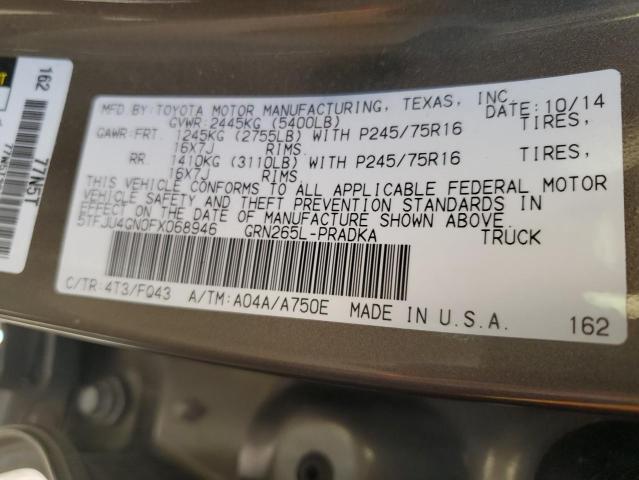 MFD.BY:TOYOTA MOTOR MANUFACTURING, TEXAS, INC. DATE:10/14
GVWR:2445KG (5400LB)
GAWR:FRT. 1245KG (2755LB) WITH P245/75R16 TIRES,
16X7J RIMS
RR. 1410KG (3110LB) WITH P245/75R16 TIRES,
16X7J RIMS
THIS VEHICLE CONFORMS TO ALL APPLICABLE FEDERAL MOTOR
VEHICLE SAFETY AND THEFT PREVENTION STANDARDS IN
EFFECT ON THE DATE OF MANUFACTURE SHOWN ABOVE.
5TFJU4GN0FX068946 GRN265L-PRADKA TRUCK
C/TR:4T3/FQ43 A/TM:A04A/A750E MADE IN U.S.A.
162
162
77W5T